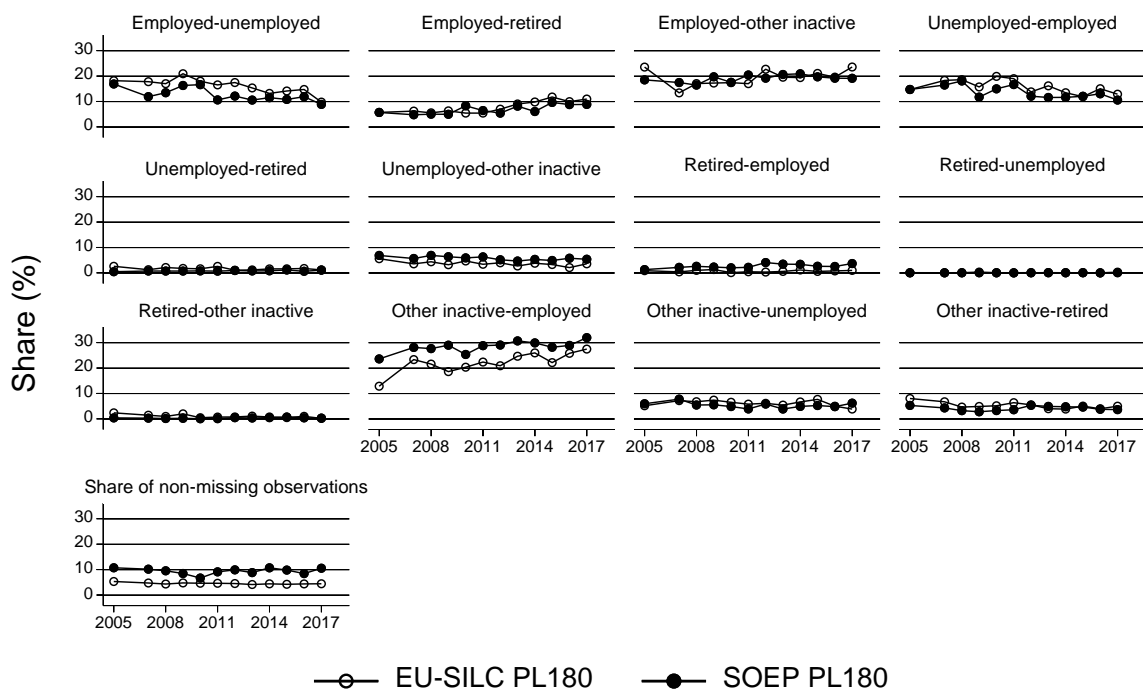 Employed-unemployed
Employed-retired
Employed-other inactive
Unemployed-employed
30
20
10
0
Unemployed-retired
Unemployed-other inactive
Retired-employed
Retired-unemployed
30
20
10
0
Share (%)
Retired-other inactive
Other inactive-employed
Other inactive-unemployed
Other inactive-retired
30
20
10
0
2005 2008 2011 2014 2017
2005 2008 2011 2014 2017
2005 2008 2011 2014 2017
Share of non-missing observations
30
20
10
0
2005 2008 2011 2014 2017
EU-SILC PL180
SOEP PL180